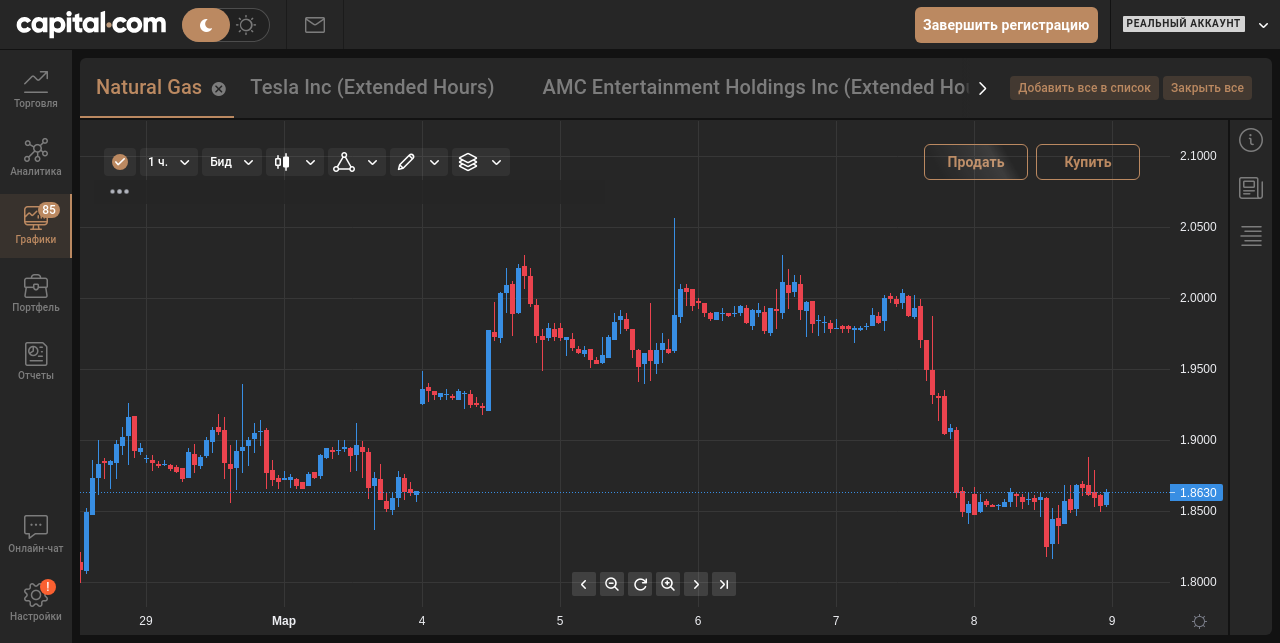 capital.com
Завершить регистрацию
РЕАЛЬНЫЙ АККАУНТ
Торговля
Аналитика
85
Графики
Портфель
Отчеты
Онлайн-чат
!
Настройки
Natural Gas
Tesla Inc (Extended Hours)
AMC Entertainment Holdings Inc (Extended Ho
Добавить все в список
Закрыть все
1 ч.
Бид
Продать
Купить
2.1000
2.0500
2.0000
1.9500
1.9000
1.8630
1.8500
1.8000
29
Мар
4
5
6
7
8
9